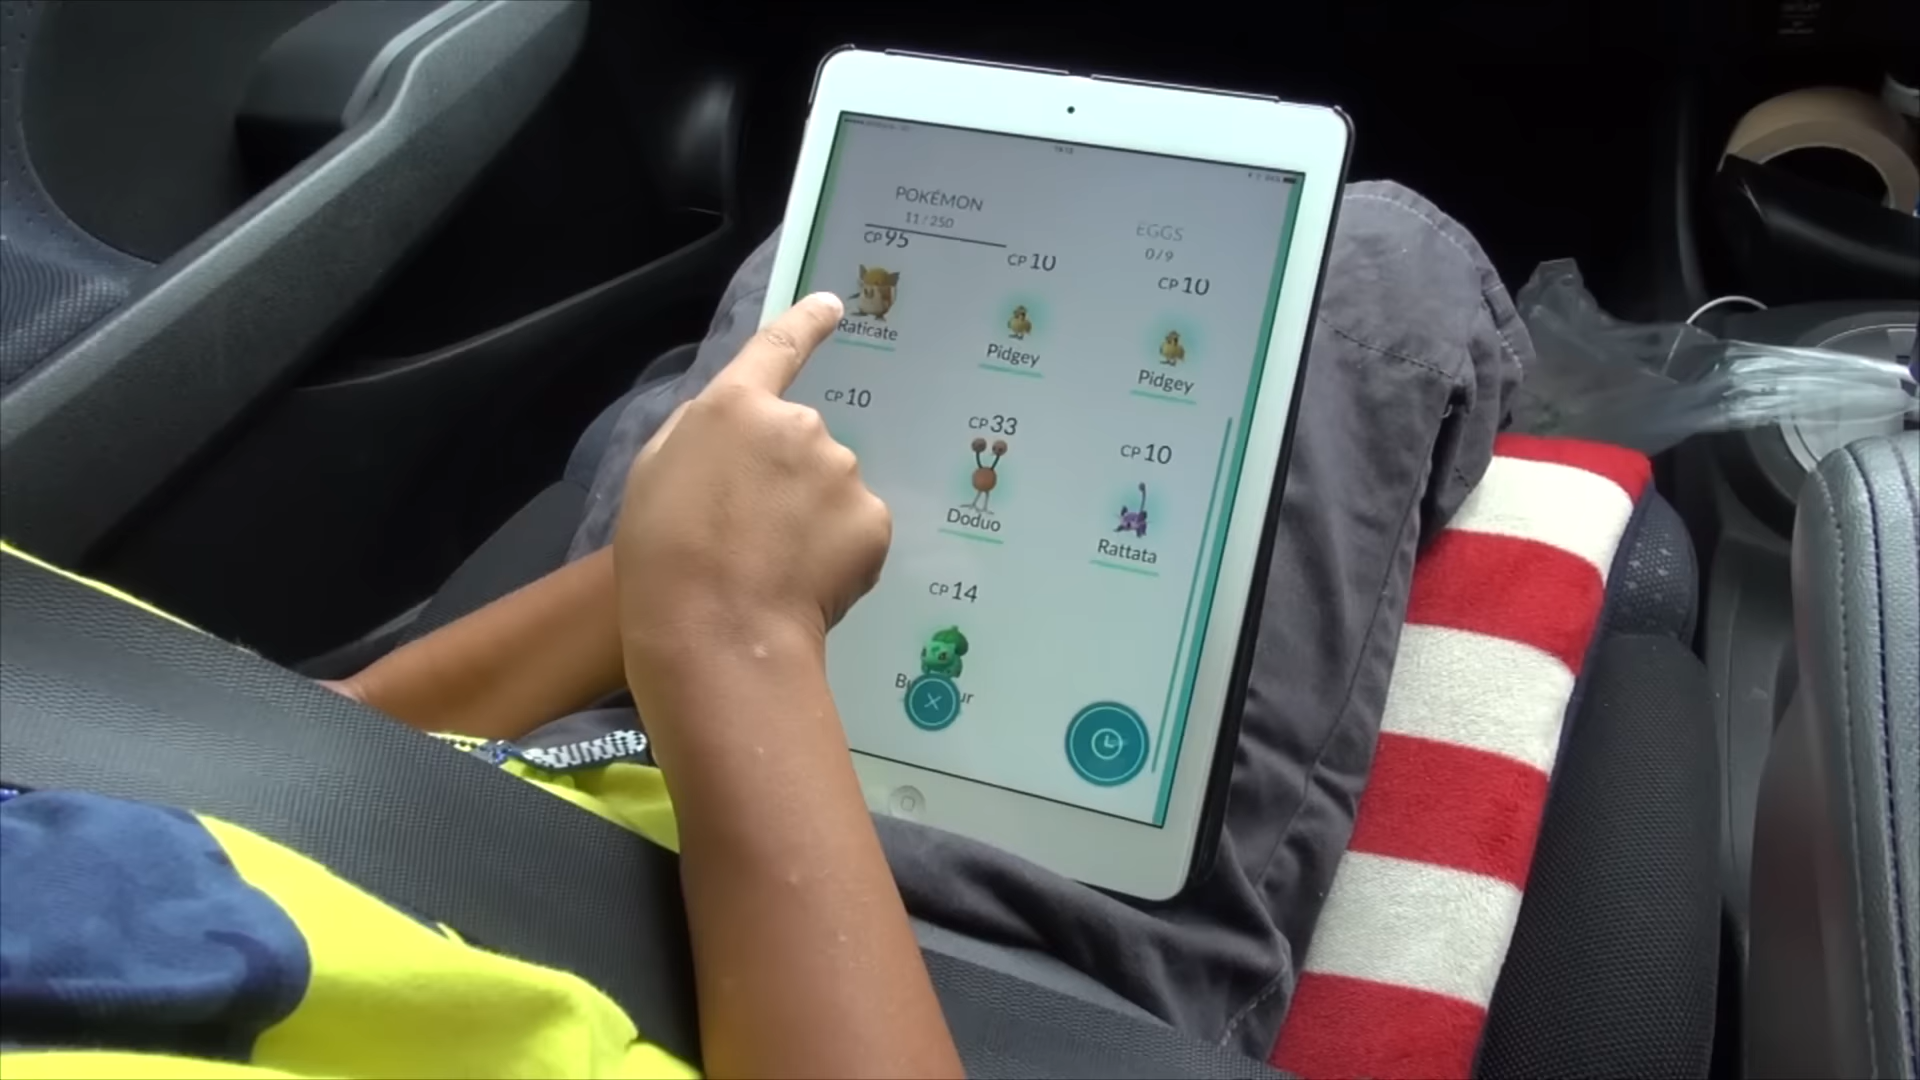 POKÉMON
11 / 250
EGGS
0 / 9
CP 95
CP 10
CP 10
Raticate
Pidgey
Pidgey
CP 10
CP 33
CP 10
Doduo
Rattata
CP 14